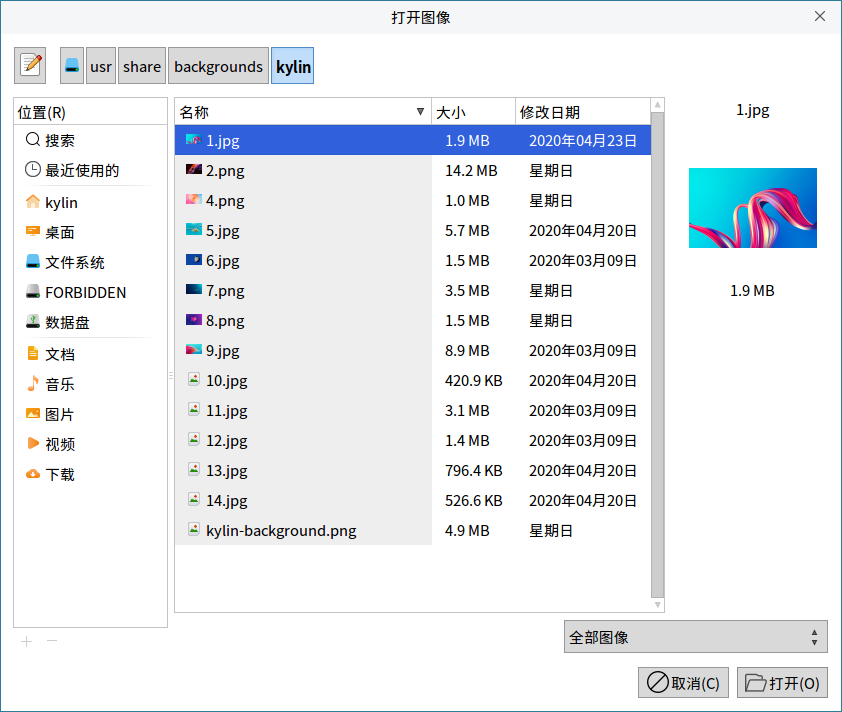 打开图像
usr share backgrounds kylin
位置(R)
搜索
最近使用的
kylin
桌面
文件系统
FORBIDDEN
数据盘
文档
音乐
图片
视频
下载
名称 大小 修改日期
1.jpg 1.9 MB 2020年04月23日
2.png 14.2 MB 星期日
4.png 1.0 MB 星期日
5.jpg 5.7 MB 2020年04月20日
6.jpg 1.5 MB 2020年03月09日
7.png 3.5 MB 星期日
8.png 1.5 MB 星期日
9.jpg 8.9 MB 2020年03月09日
10.jpg 420.9 KB 2020年04月20日
11.jpg 3.1 MB 2020年03月09日
12.jpg 1.4 MB 2020年03月09日
13.jpg 796.4 KB 2020年04月20日
14.jpg 526.6 KB 2020年04月20日
kylin-background.png 4.9 MB 星期日
1.jpg
1.9 MB
全部图像
取消(C) 打开(O)